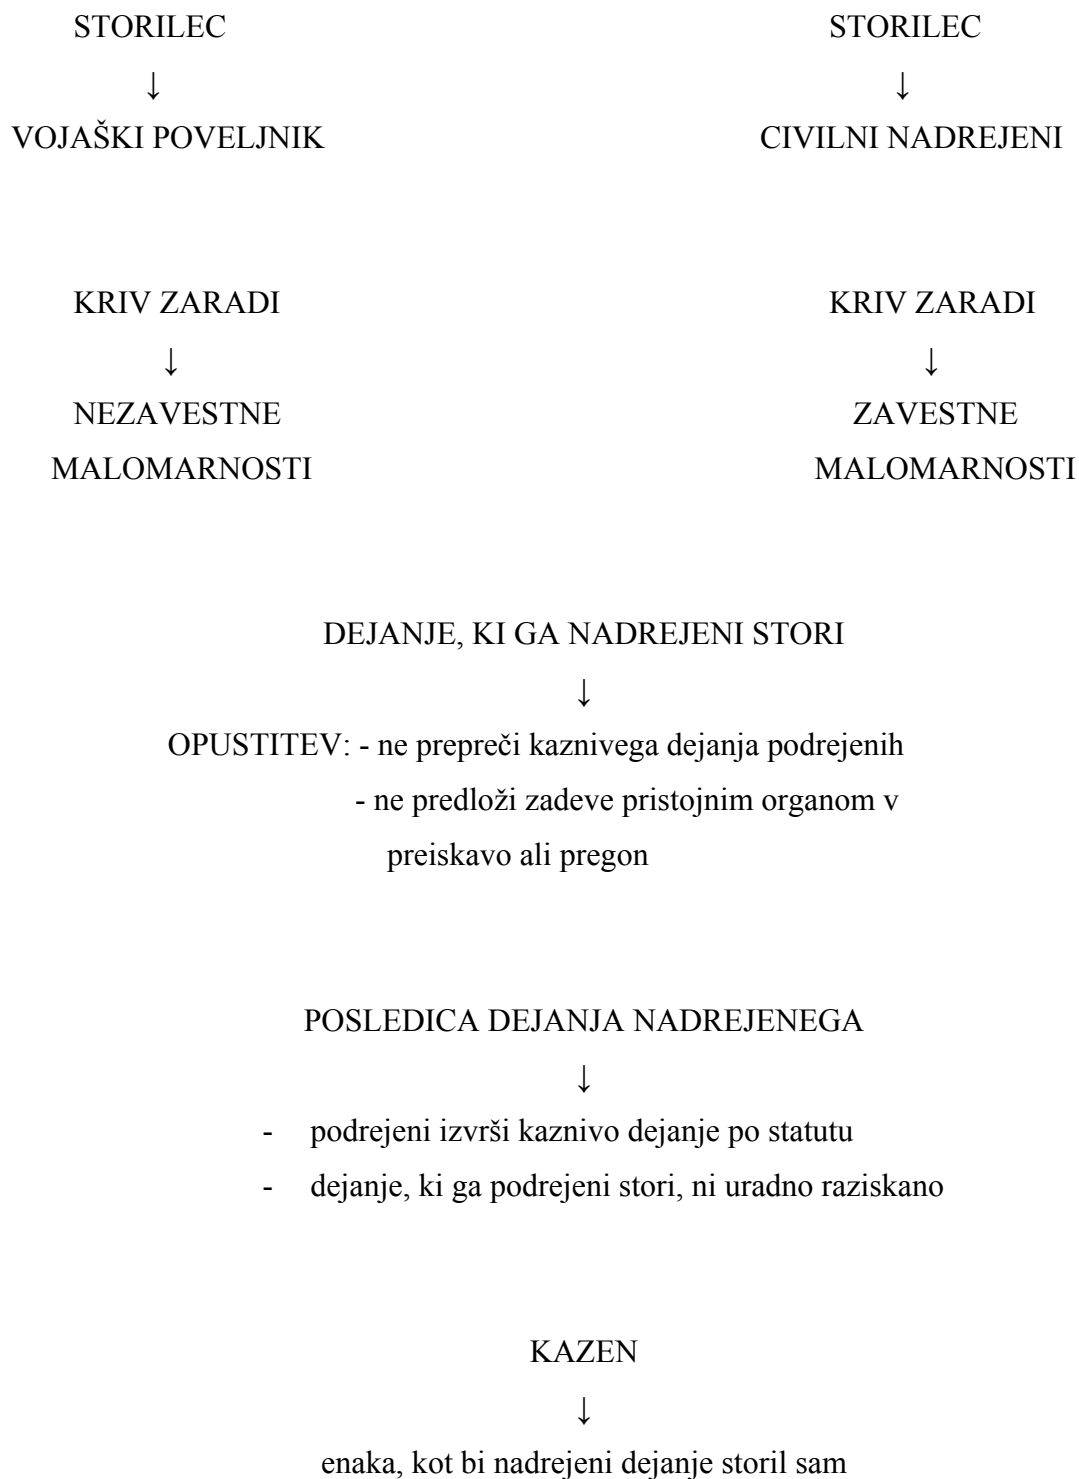 STORILEC STORILEC
↓ ↓
VOJAŠKI POVELJNIK CIVILNI NADREJENI
KRIV ZARADI KRIV ZARADI
↓ ↓
NEZAVESTNE ZAVESTNE
MALOMARNOSTI MALOMARNOSTI
DEJANJE, KI GA NADREJENI STORI
↓
OPUSTITEV: - ne prepreči kaznivega dejanja podrejenih
- ne predloži zadeve pristojnim organom v
preiskavo ali pregon
POSLEDICA DEJANJA NADREJENEGA
↓
- podrejeni izvrši kaznivo dejanje po statutu
- dejanje, ki ga podrejeni stori, ni uradno raziskano
KAZEN
↓
enaka, kot bi nadrejeni dejanje storil sam